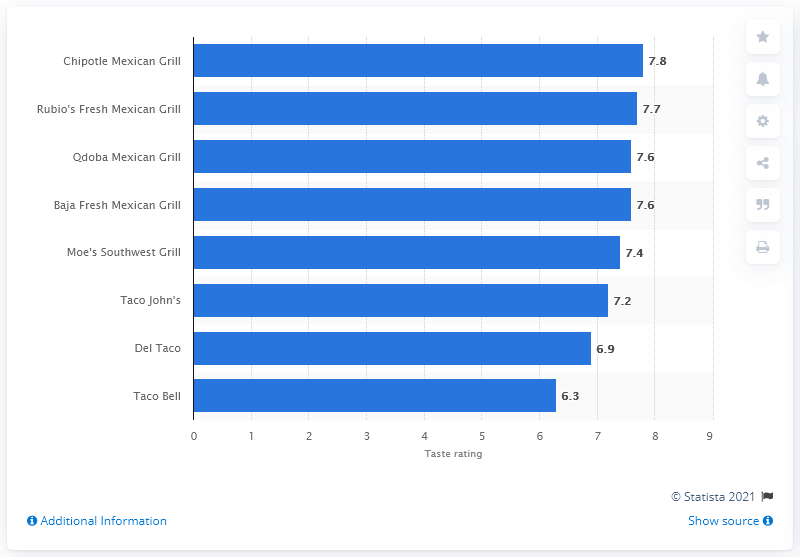 Chipotle Mexican Grill 7.8
Rubio's Fresh Mexican Grill 7.7
Qdoba Mexican Grill 7.6
Baja Fresh Mexican Grill 7.6
Moe's Southwest Grill 7.4
Taco John's 7.2
Del Taco 6.9
Taco Bell 6.3
0 1 2 3 4 5 6 7 8 9
Taste rating
© Statista 2021
Additional Information Show source